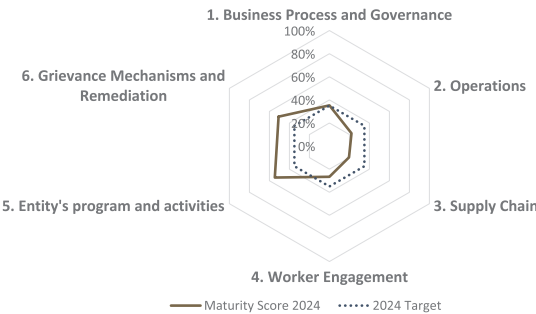 1. Business Process and Governance
100%
80%
60%
40%
20%
0%
2. Operations
3. Supply Chain
4. Worker Engagement
5. Entity's program and activities
6. Grievance Mechanisms and
Remediation
Maturity Score 2024
2024 Target